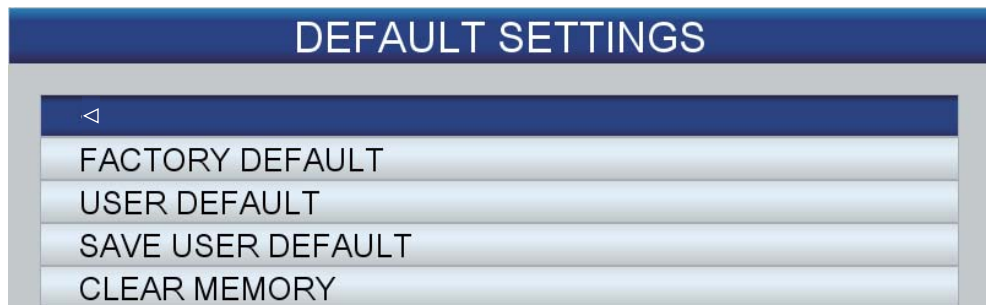 DEFAULT SETTINGS
FACTORY DEFAULT
USER DEFAULT
SAVE USER DEFAULT
CLEAR MEMORY